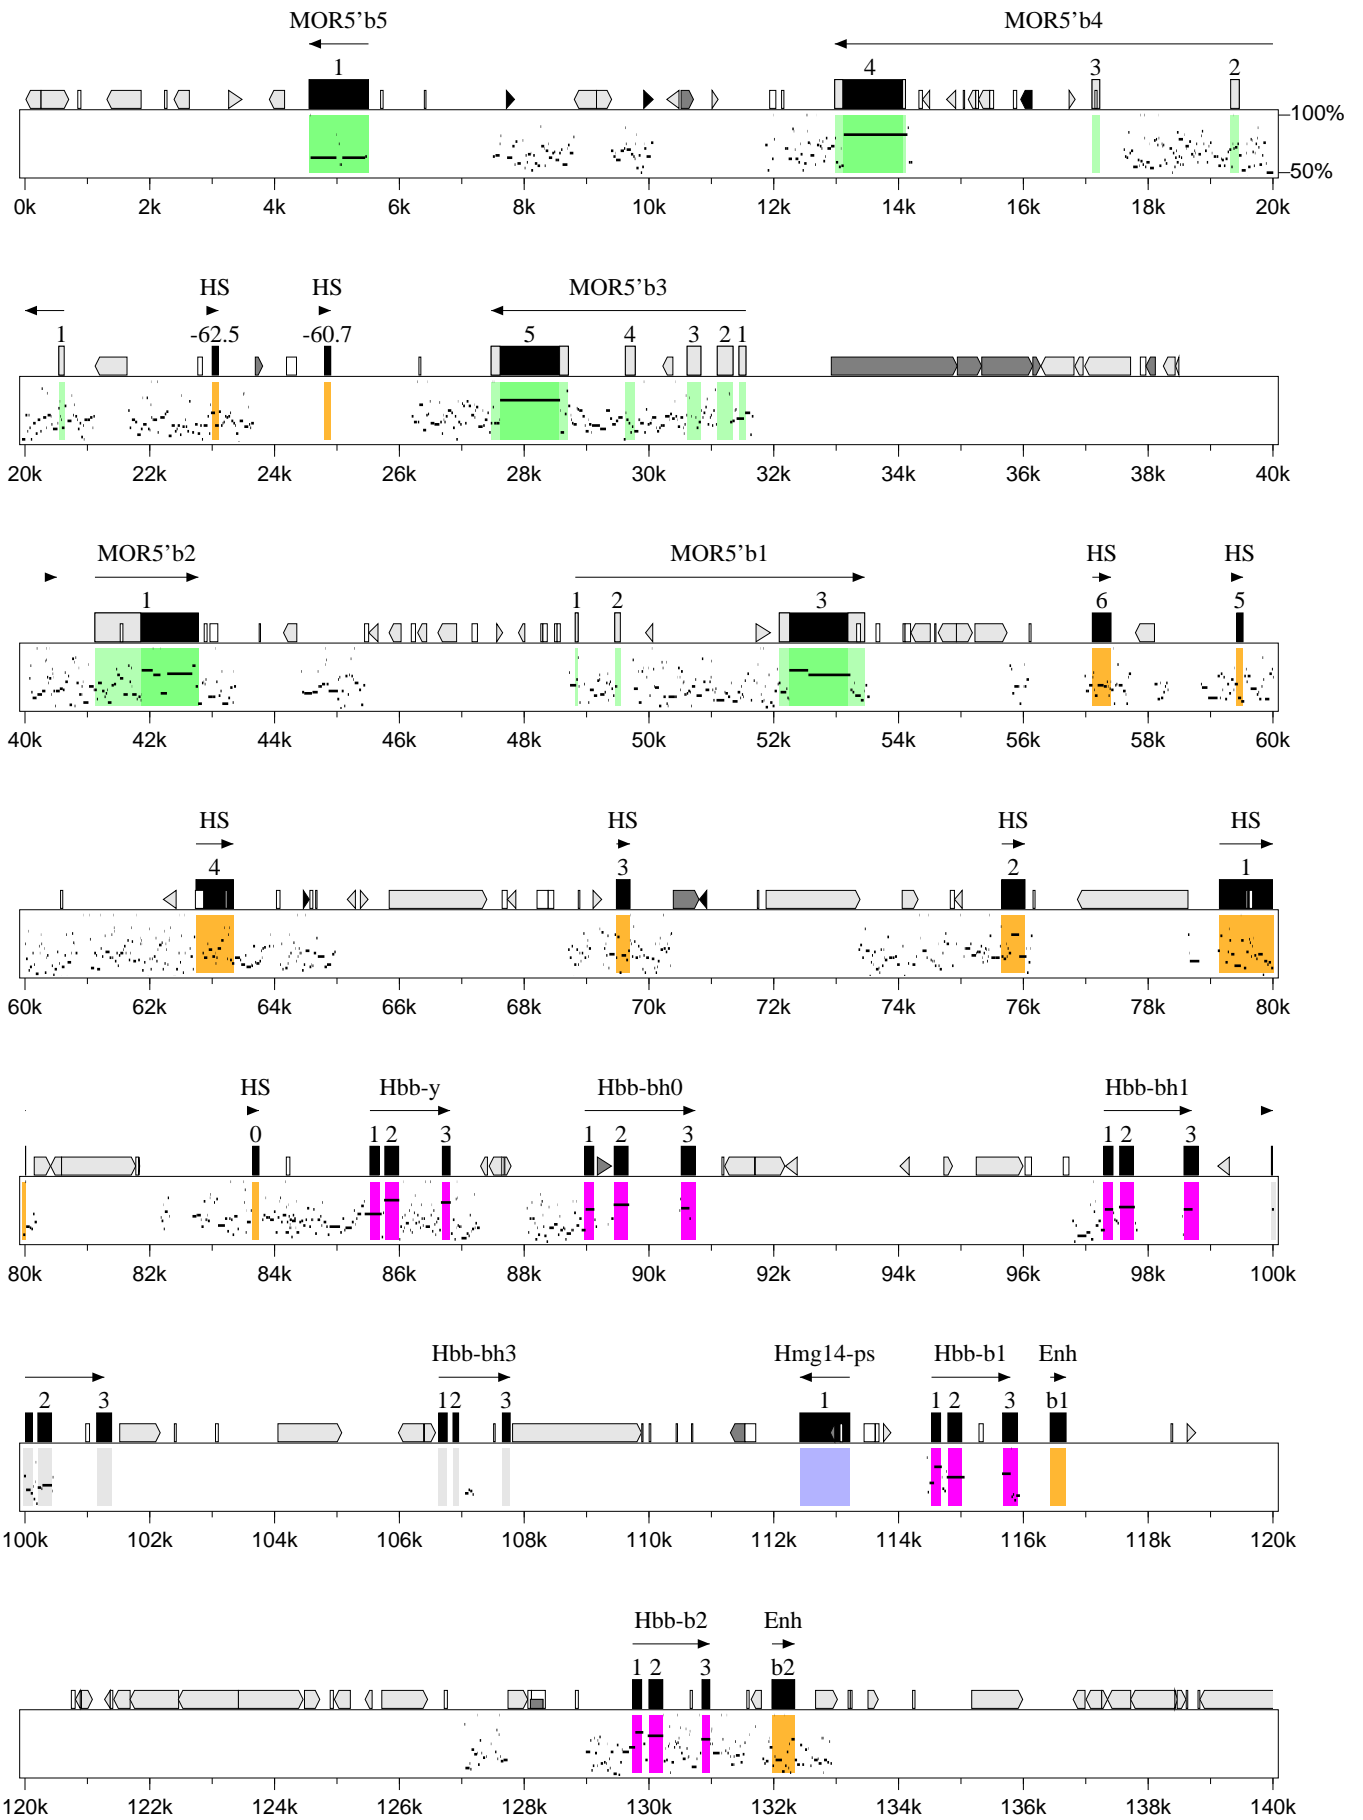 MOR5'b5 MOR5'b4
1 4 3 2
100%
50%
0k 2k 4k 6k 8k 10k 12k 14k 16k 18k 20k
HS HS MOR5'b3
1 -62.5 -60.7 5 4 3 2 1
20k 22k 24k 26k 28k 30k 32k 34k 36k 38k 40k
MOR5'b2 MOR5'b1 HS HS
1 1 2 3 6 5
40k 42k 44k 46k 48k 50k 52k 54k 56k 58k 60k
HS HS HS HS
4 3 2 1
60k 62k 64k 66k 68k 70k 72k 74k 76k 78k 80k
HS Hbb-y Hbb-bh0 Hbb-bh1
0 1 2 3 1 2 3 1 2 3
80k 82k 84k 86k 88k 90k 92k 94k 96k 98k 100k
Hbb-bh3 Hmg14-ps Hbb-b1 Enh
2 3 1 2 3 1 1 2 3 b1
100k 102k 104k 106k 108k 110k 112k 114k 116k 118k 120k
Hbb-b2 Enh
1 2 3 b2
120k 122k 124k 126k 128k 130k 132k 134k 136k 138k 140k